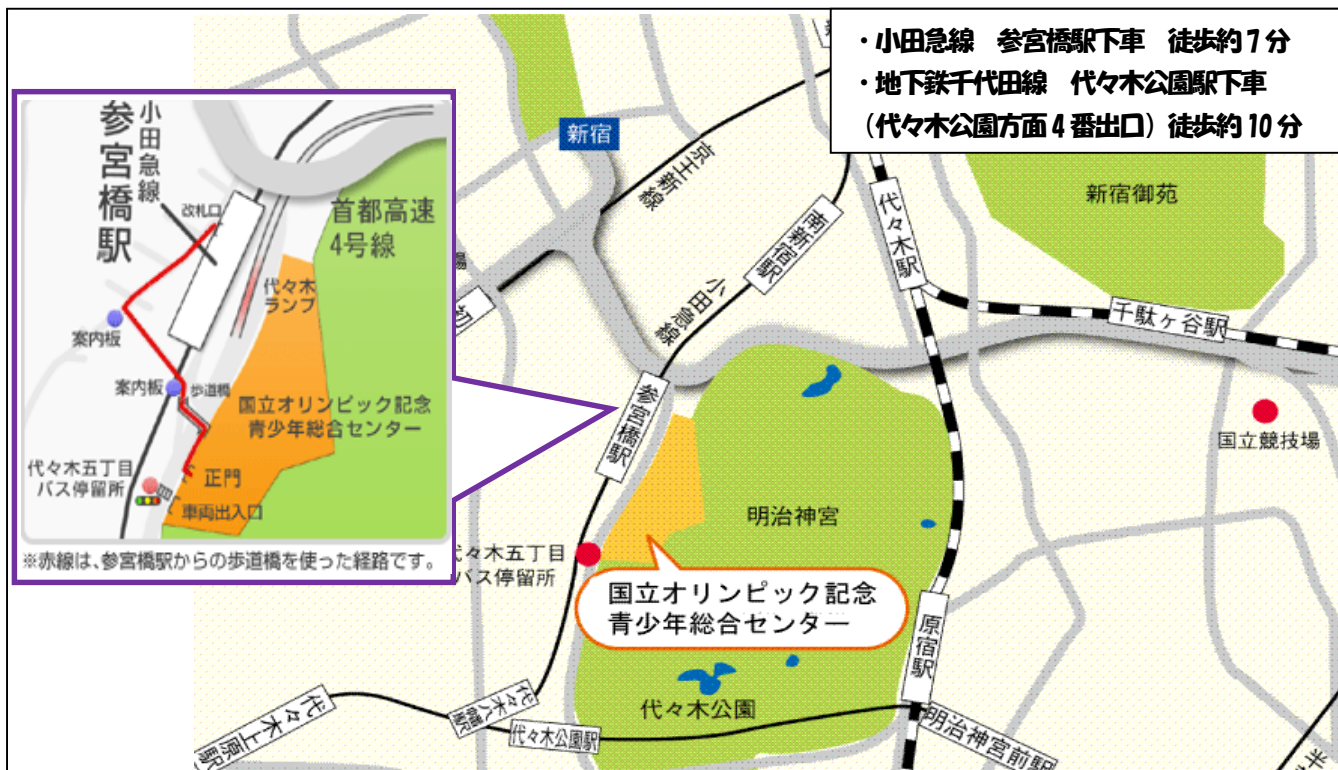 ・小田急線　参宮橋駅下車　徒歩約７分
・地下鉄千代田線　代々木公園駅下車
（代々木公園方面４番出口）徒歩約10分
小田急線
参宮橋駅
改札口
首都高速
4号線
代々木
ランプ
案内板
案内板
歩道橋
国立オリンピック記念
青少年総合センター
代々木五丁目
バス停留所
正門
車両出入口
※赤線は、参宮橋駅からの歩道橋を使った経路です。
新宿
京王新線
新宿御苑
代々木駅
南新宿駅
小田急線
千駄ヶ谷駅
初
参宮橋駅
国立競技場
明治神宮
代々木五丁目
バス停留所
国立オリンピック記念
青少年総合センター
原宿駅
代々木公園
代々木上原駅
代々木八幡駅
代々木公園駅
明治神宮前駅
半